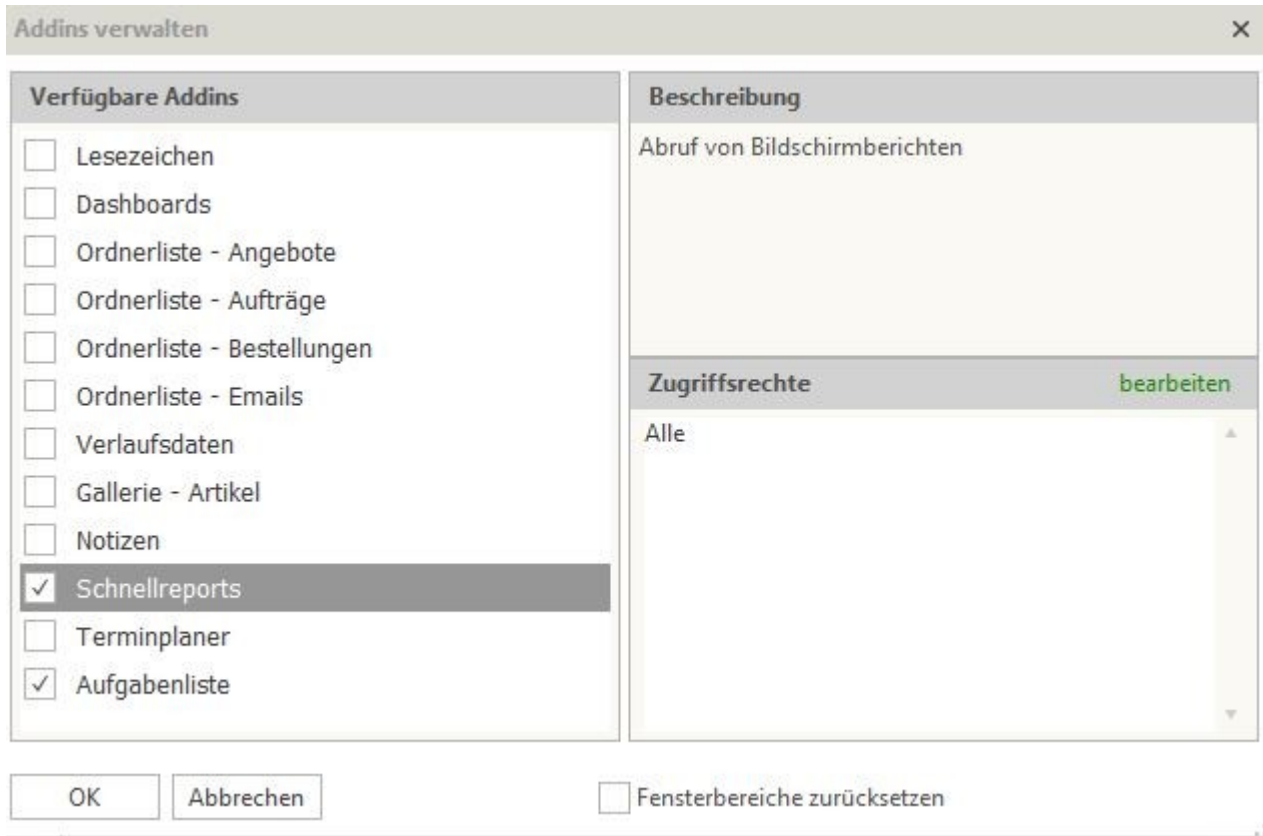 Addins verwalten
Verfügbare Addins
Lesezeichen
Dashboards
Ordnerliste - Angebote
Ordnerliste - Aufträge
Ordnerliste - Bestellungen
Ordnerliste - Emails
Verlaufsdaten
Gallerie - Artikel
Notizen
Schnellreports
Terminplaner
Aufgabenliste
Beschreibung
Abruf von Bildschirmberichten
Zugriffsrechte bearbeiten
Alle
OK Abbrechen Fensterbereiche zurücksetzen